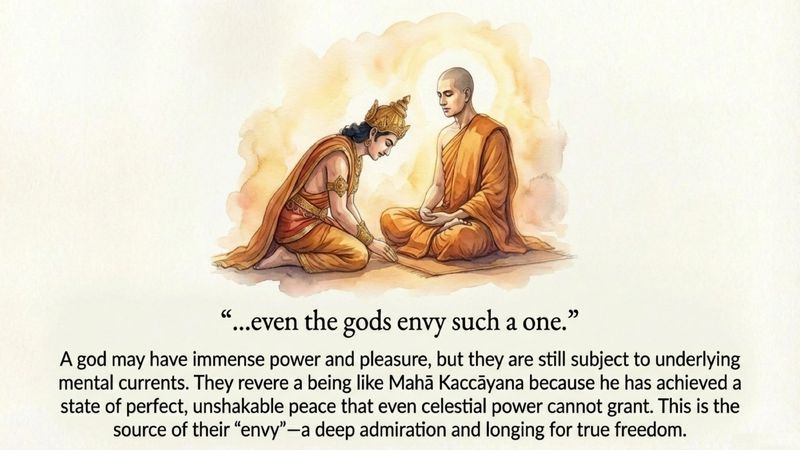 “...even the gods envy such a one.”
A god may have immense power and pleasure, but they are still subject to underlying
mental currents. They revere a being like Mahā Kaccāyana because he has achieved a
state of perfect, unshakable peace that even celestial power cannot grant. This is the
source of their “envy”—a deep admiration and longing for true freedom.